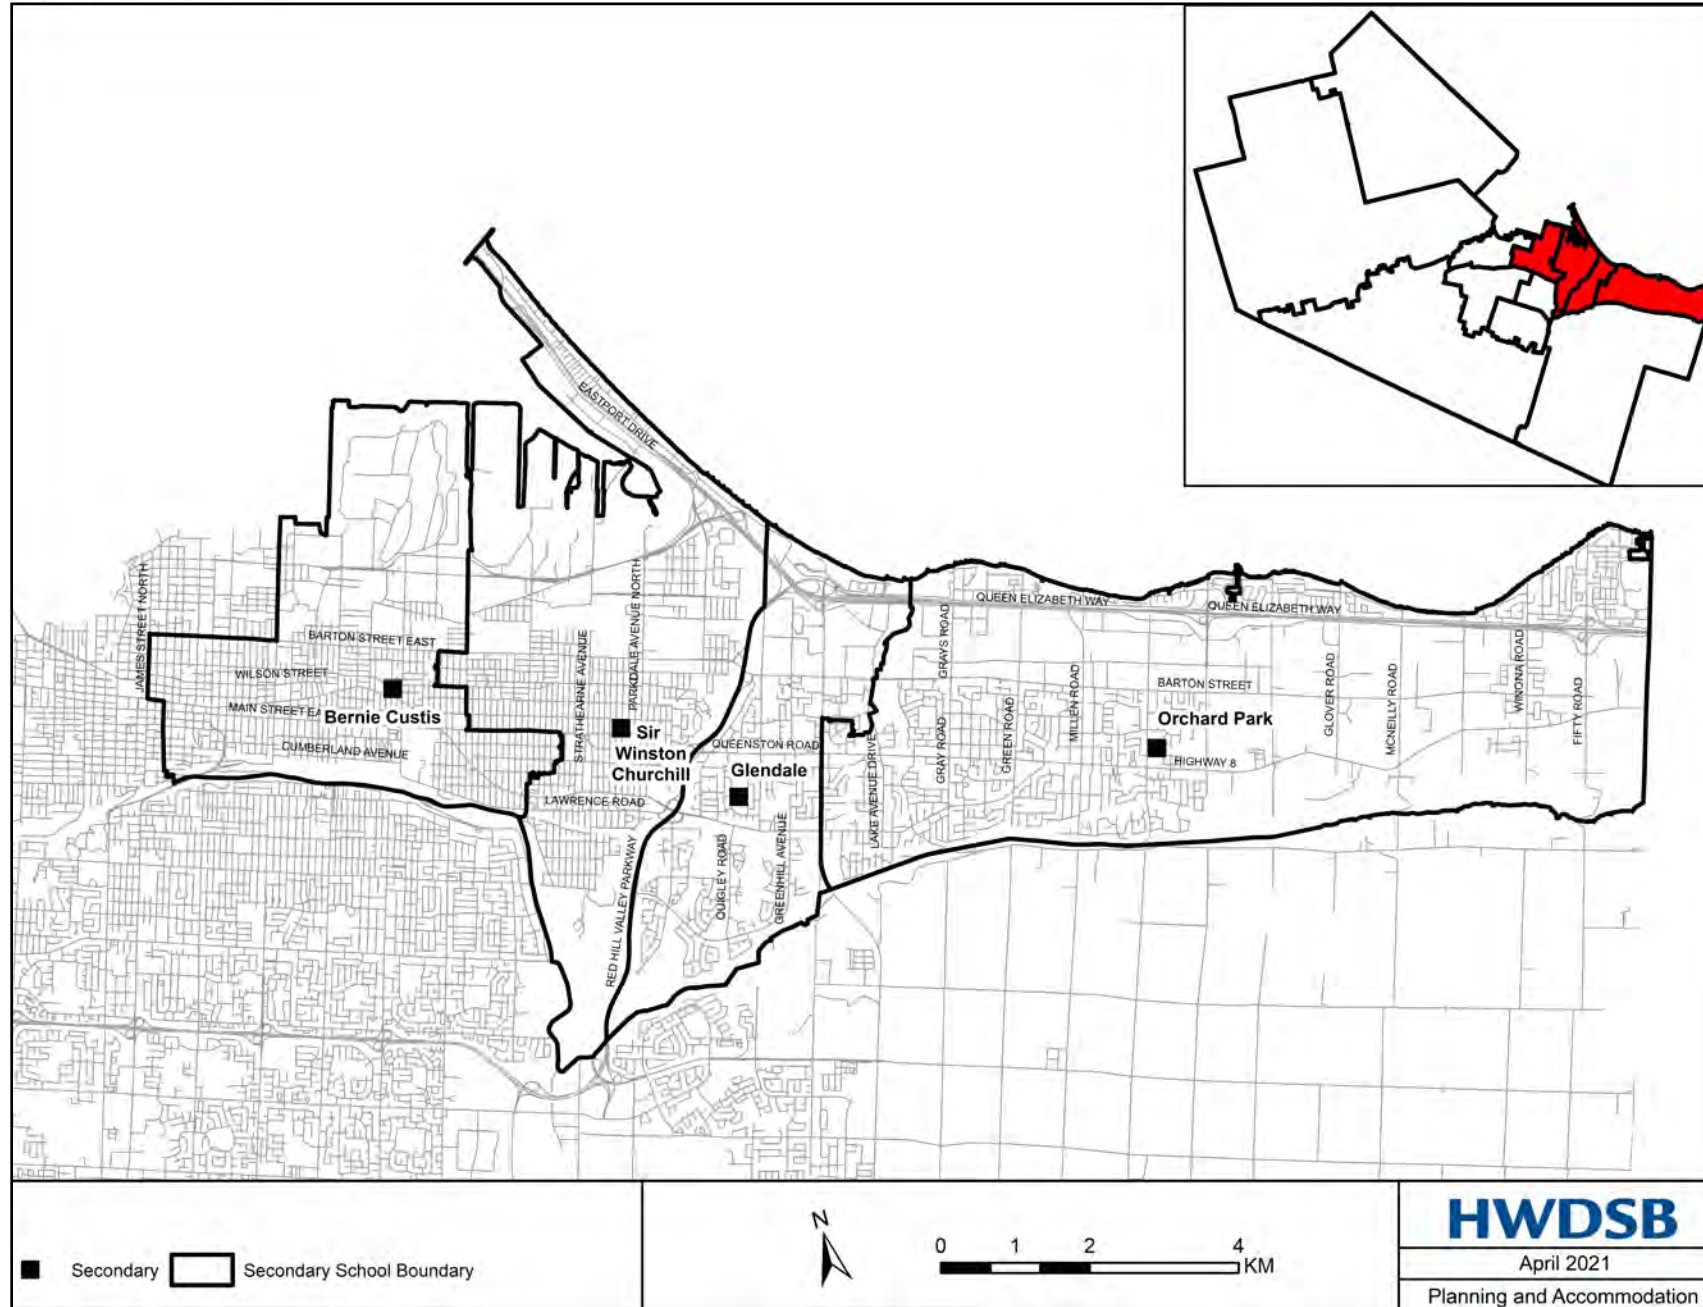 EASTPORT DRIVE
JAMES STREET NORTH
BARTON STREET EAST
WILSON STREET
MAIN STREET EA
Bernie Custis
CUMBERLAND AVENUE
STRATHEARNE AVENUE
PARKDALE AVENUE NORTH
Sir
Winston
Churchill
LAWRENCE ROAD
RED HILL VALLEY PARKWAY
QUEENSTON ROAD
Glendale
QUIGLEY ROAD
GREENHILL AVENUE
LAKE AVENUE DRIVE
QUEEN ELIZABETH WAY
QUEEN ELIZABETH WAY
GRAYS ROAD
GRAY ROAD
GREEN ROAD
MILLEN ROAD
BARTON STREET
Orchard Park
HIGHWAY 8
GLOVER ROAD
MCNEILLY ROAD
WINONA ROAD
FIFTY ROAD
Secondary
Secondary School Boundary
N
0 1 2 4
KM
HWDSB
April 2021
Planning and Accommodation